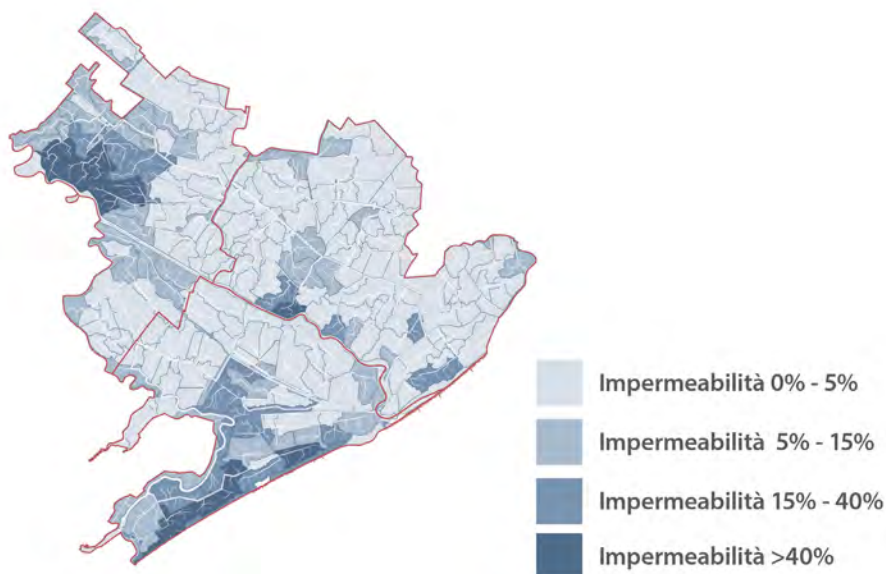 Impermeabilità 0% - 5%
Impermeabilità 5% - 15%
Impermeabilità 15% - 40%
Impermeabilità >40%